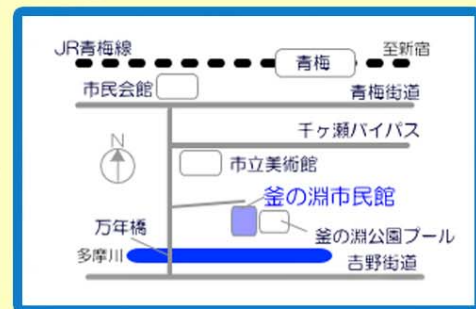 JR青梅線
青梅
至新宿
市民会館
青梅街道
千ヶ瀬バイパス
N
市立美術館
釜の淵市民館
万年橋
釜の淵公園プール
多摩川
吉野街道